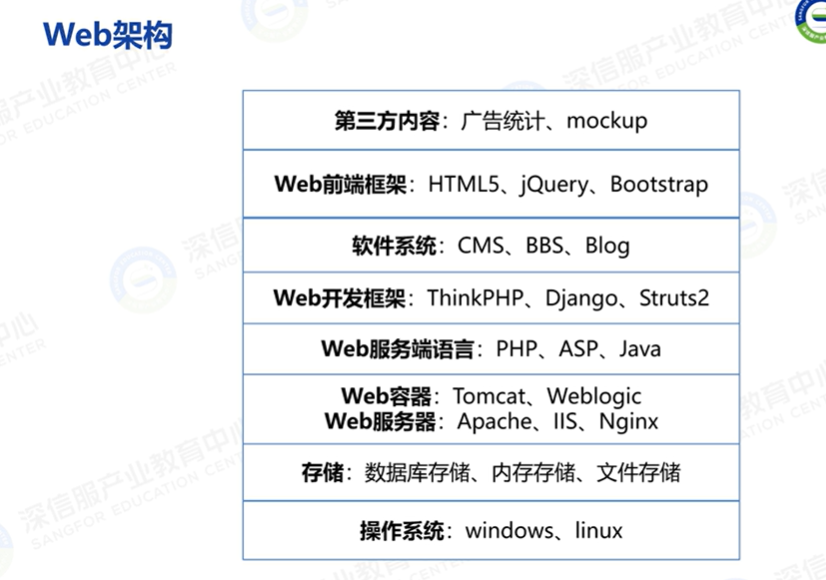 Web架构
第三方内容：广告统计、mockup
Web前端框架：HTML5、jQuery、Bootstrap
软件系统：CMS、BBS、Blog
Web开发框架：ThinkPHP、Django、Struts2
Web服务端语言：PHP、ASP、Java
Web容器：Tomcat、Weblogic
Web服务器：Apache、IIS、Nginx
存储：数据库存储、内存存储、文件存储
操作系统：windows、linux
深信服产业教育中心
SANGFOR EDUCATION CENTER